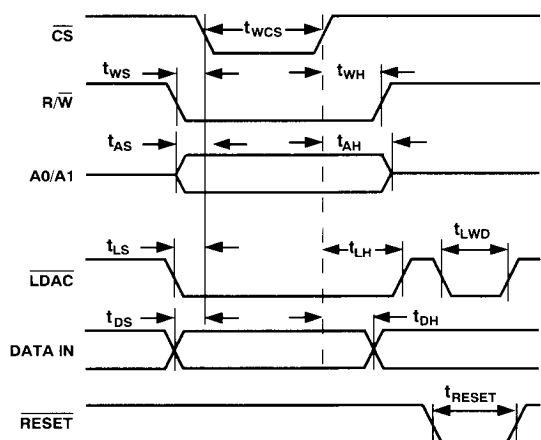 CS tWCS
tWS tWH
R/W
tAS tAH
A0/A1
tLS tLH tLWD
LDAC
tDS tDH
DATA IN
tRESET
RESET